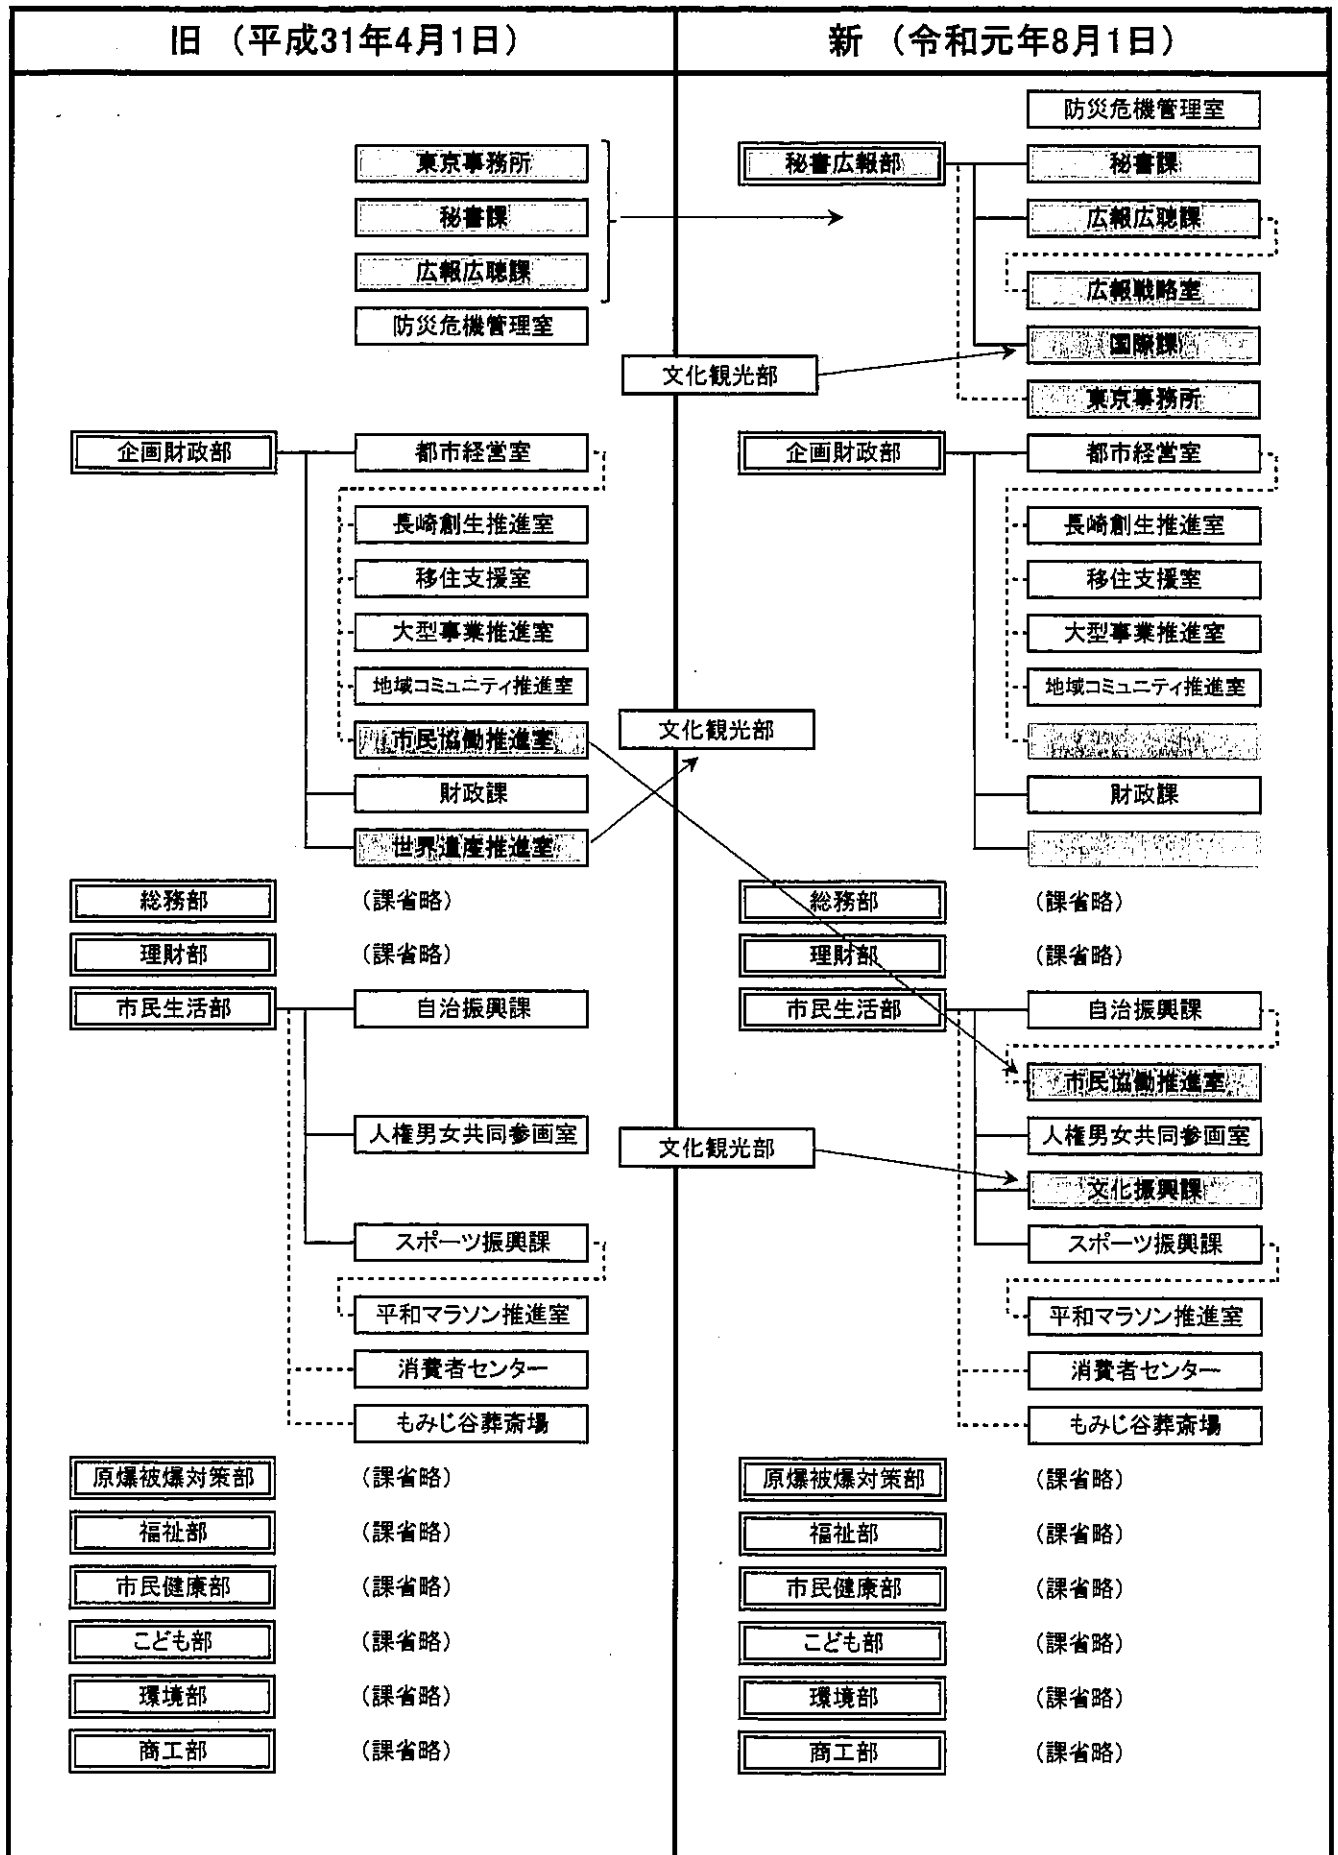 旧 （平成31年4月1日）
東京事務所
秘書課
広報広聴課
防災危機管理室
企画財政部
都市経営室
長崎創生推進室
移住支援室
大型事業推進室
地域コミュニティ推進室
市民協働推進室
財政課
世界遺産推進室
総務部 （課省略）
理財部 （課省略）
市民生活部
自治振興課
人権男女共同参画室
スポーツ振興課
平和マラソン推進室
消費者センター
もみじ谷葬斎場
原爆被爆対策部 （課省略）
福祉部 （課省略）
市民健康部 （課省略）
こども部 （課省略）
環境部 （課省略）
商工部 （課省略）
文化観光部
文化観光部
文化観光部
新 （令和元年8月1日）
防災危機管理室
秘書広報部
秘書課
広報広聴課
広報戦略室
国際課
東京事務所
企画財政部
都市経営室
長崎創生推進室
移住支援室
大型事業推進室
地域コミュニティ推進室
財政課
総務部 （課省略）
理財部 （課省略）
市民生活部
自治振興課
市民協働推進室
人権男女共同参画室
文化振興課
スポーツ振興課
平和マラソン推進室
消費者センター
もみじ谷葬斎場
原爆被爆対策部 （課省略）
福祉部 （課省略）
市民健康部 （課省略）
こども部 （課省略）
環境部 （課省略）
商工部 （課省略）